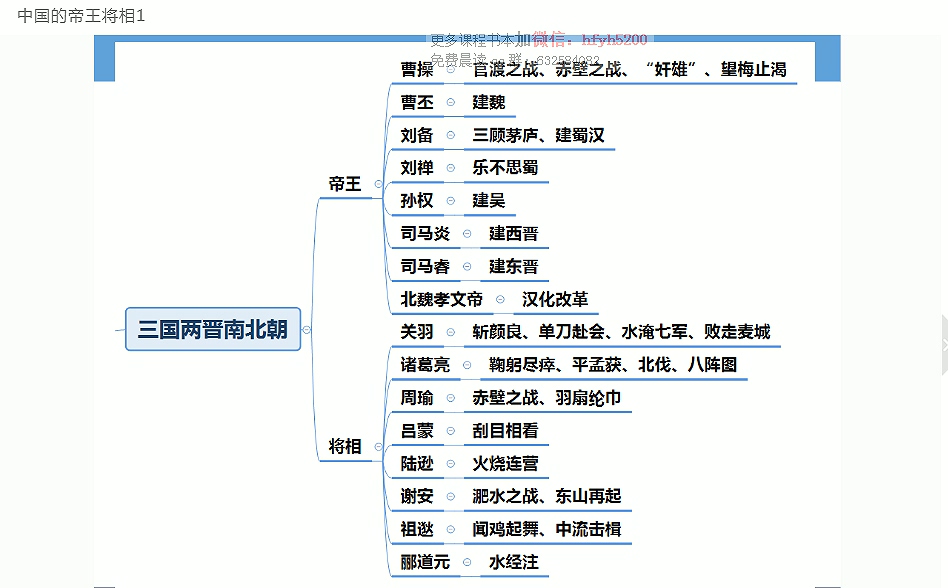 中国的帝王将相1
更多课程书本加微信：hfyh5200
免费晨读 qq 群：632584082
曹操 官渡之战、赤壁之战、“奸雄”、望梅止渴
曹丕 建魏
刘备 三顾茅庐、建蜀汉
刘禅 乐不思蜀
帝王
孙权 建吴
司马炎 建西晋
司马睿 建东晋
北魏孝文帝 汉化改革
三国两晋南北朝
关羽 斩颜良、单刀赴会、水淹七军、败走麦城
诸葛亮 鞠躬尽瘁、平孟获、北伐、八阵图
周瑜 赤壁之战、羽扇纶巾
吕蒙 刮目相看
将相
陆逊 火烧连营
谢安 淝水之战、东山再起
祖逖 闻鸡起舞、中流击楫
郦道元 水经注